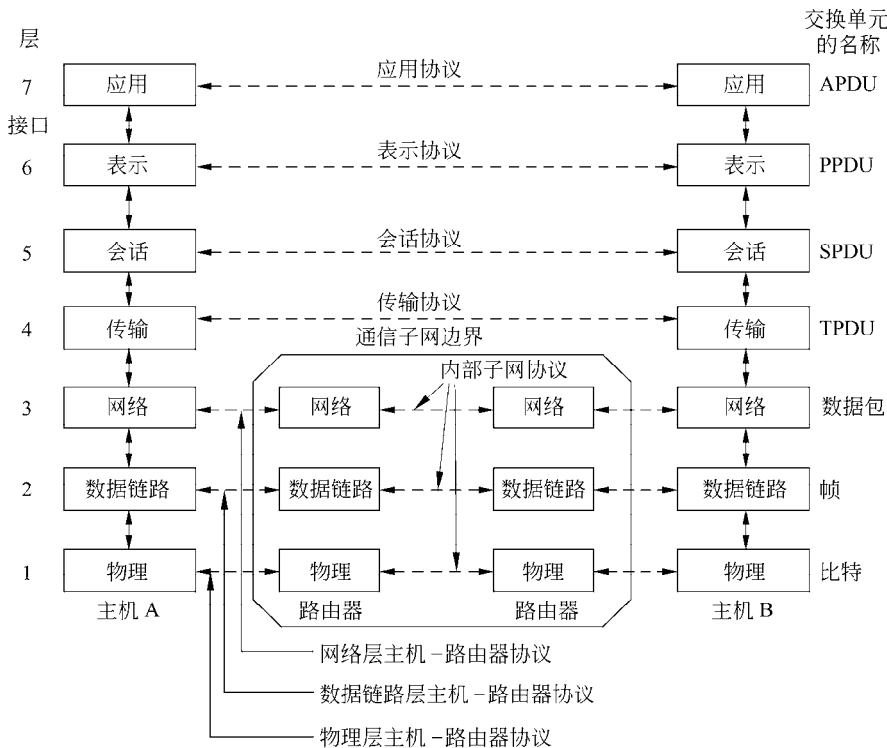 层
交换单元
的名称
7
应用
应用协议
应用
APDU
接口
6
表示
表示协议
表示
PPDU
5
会话
会话协议
会话
SPDU
4
传输
传输协议
传输
TPDU
通信子网边界
内部子网协议
3
网络
网络
网络
网络
数据包
2
数据链路
数据链路
数据链路
数据链路
帧
1
物理
物理
物理
物理
比特
主机 A
路由器
路由器
主机 B
网络层主机-路由器协议
数据链路层主机-路由器协议
物理层主机-路由器协议